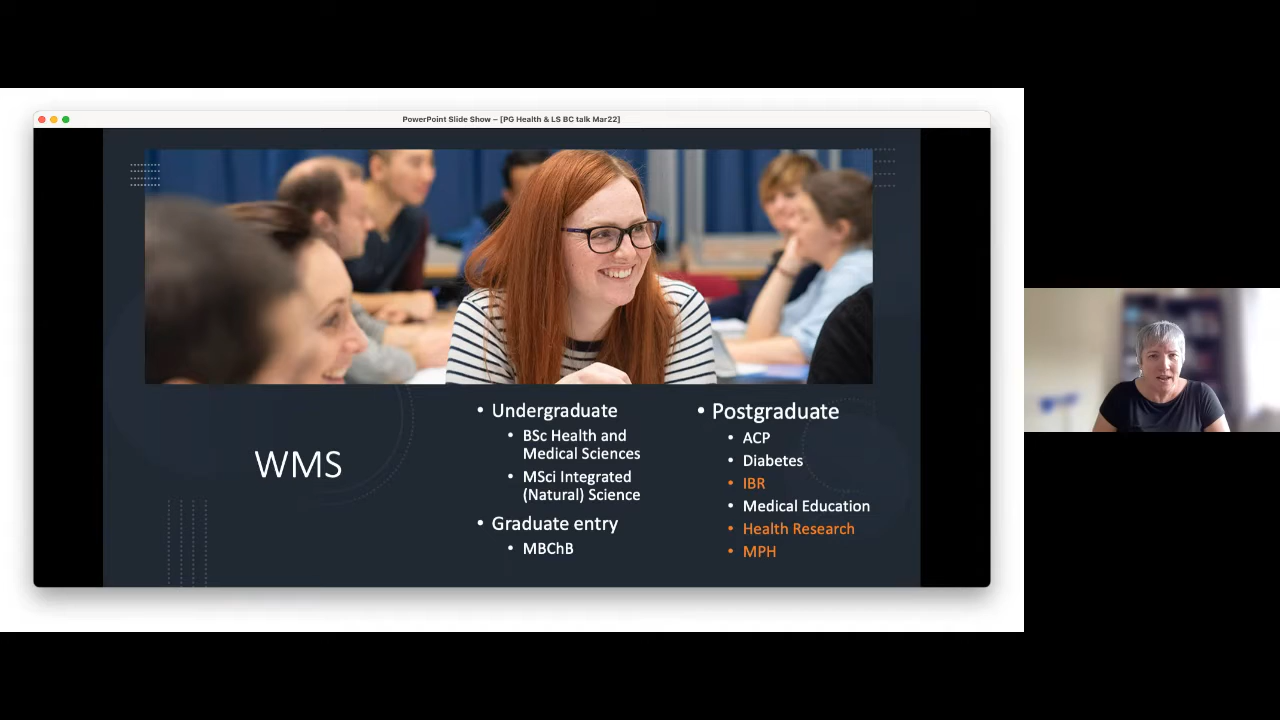 PowerPoint Slide Show – [PG Health & LS BC talk Mar22]
WMS
• Undergraduate
• BSc Health and
Medical Sciences
• MSci Integrated
(Natural) Science
• Graduate entry
• MBChB
• Postgraduate
• ACP
• Diabetes
• IBR
• Medical Education
• Health Research
• MPH